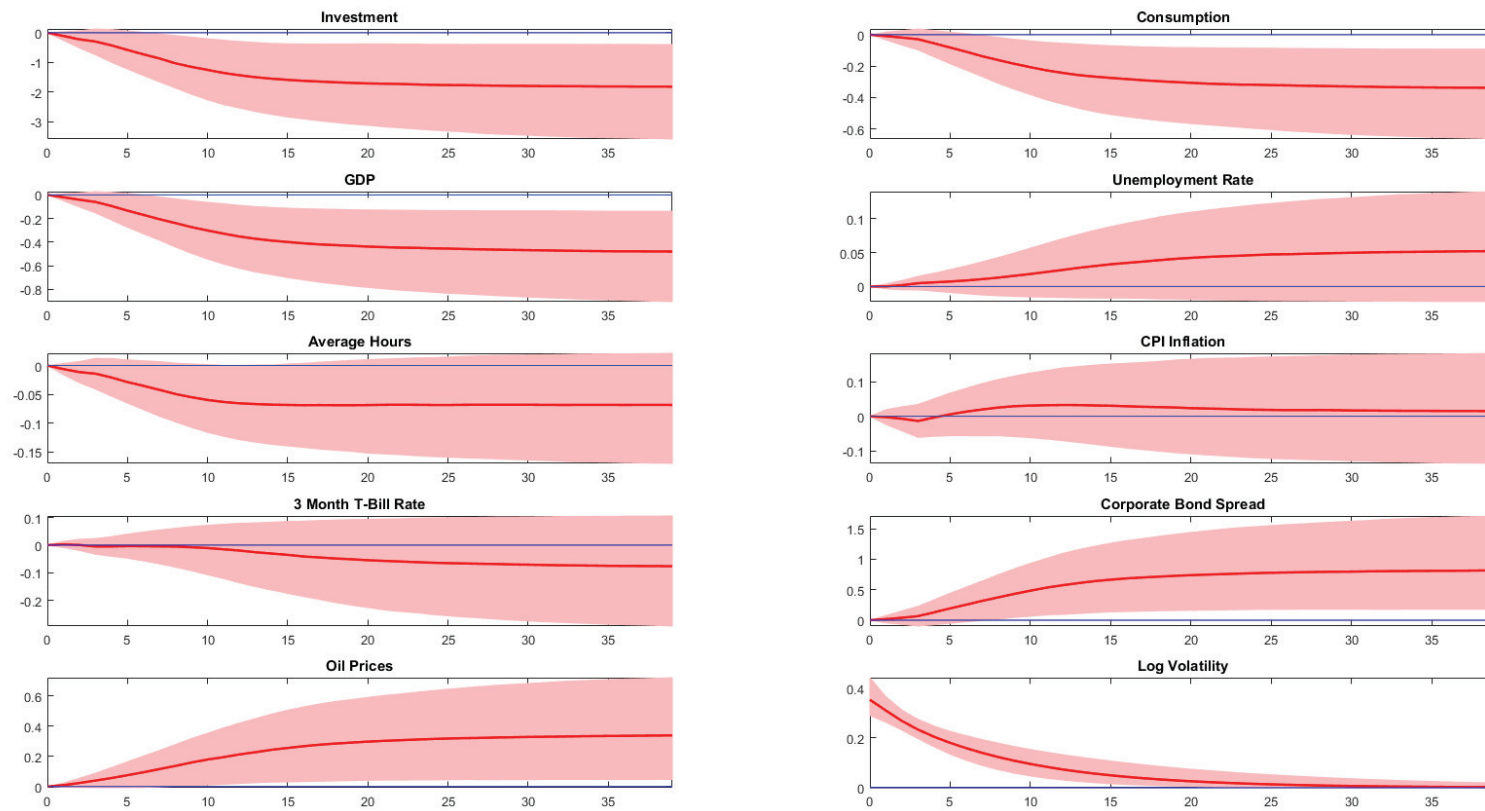 Investment
0
-1
-2
-3
0 5 10 15 20 25 30 35
Consumption
0
-0.2
-0.4
-0.6
0 5 10 15 20 25 30 35
GDP
0
-0.2
-0.4
-0.6
-0.8
0 5 10 15 20 25 30 35
Unemployment Rate
0.1
0.05
0
0 5 10 15 20 25 30 35
Average Hours
0
-0.05
-0.1
-0.15
0 5 10 15 20 25 30 35
CPI Inflation
0.1
0
-0.1
0 5 10 15 20 25 30 35
3 Month T-Bill Rate
0.1
0
-0.1
-0.2
0 5 10 15 20 25 30 35
Corporate Bond Spread
1.5
1
0.5
0
0 5 10 15 20 25 30 35
Oil Prices
0.6
0.4
0.2
0
0 5 10 15 20 25 30 35
Log Volatility
0.4
0.2
0
0 5 10 15 20 25 30 35